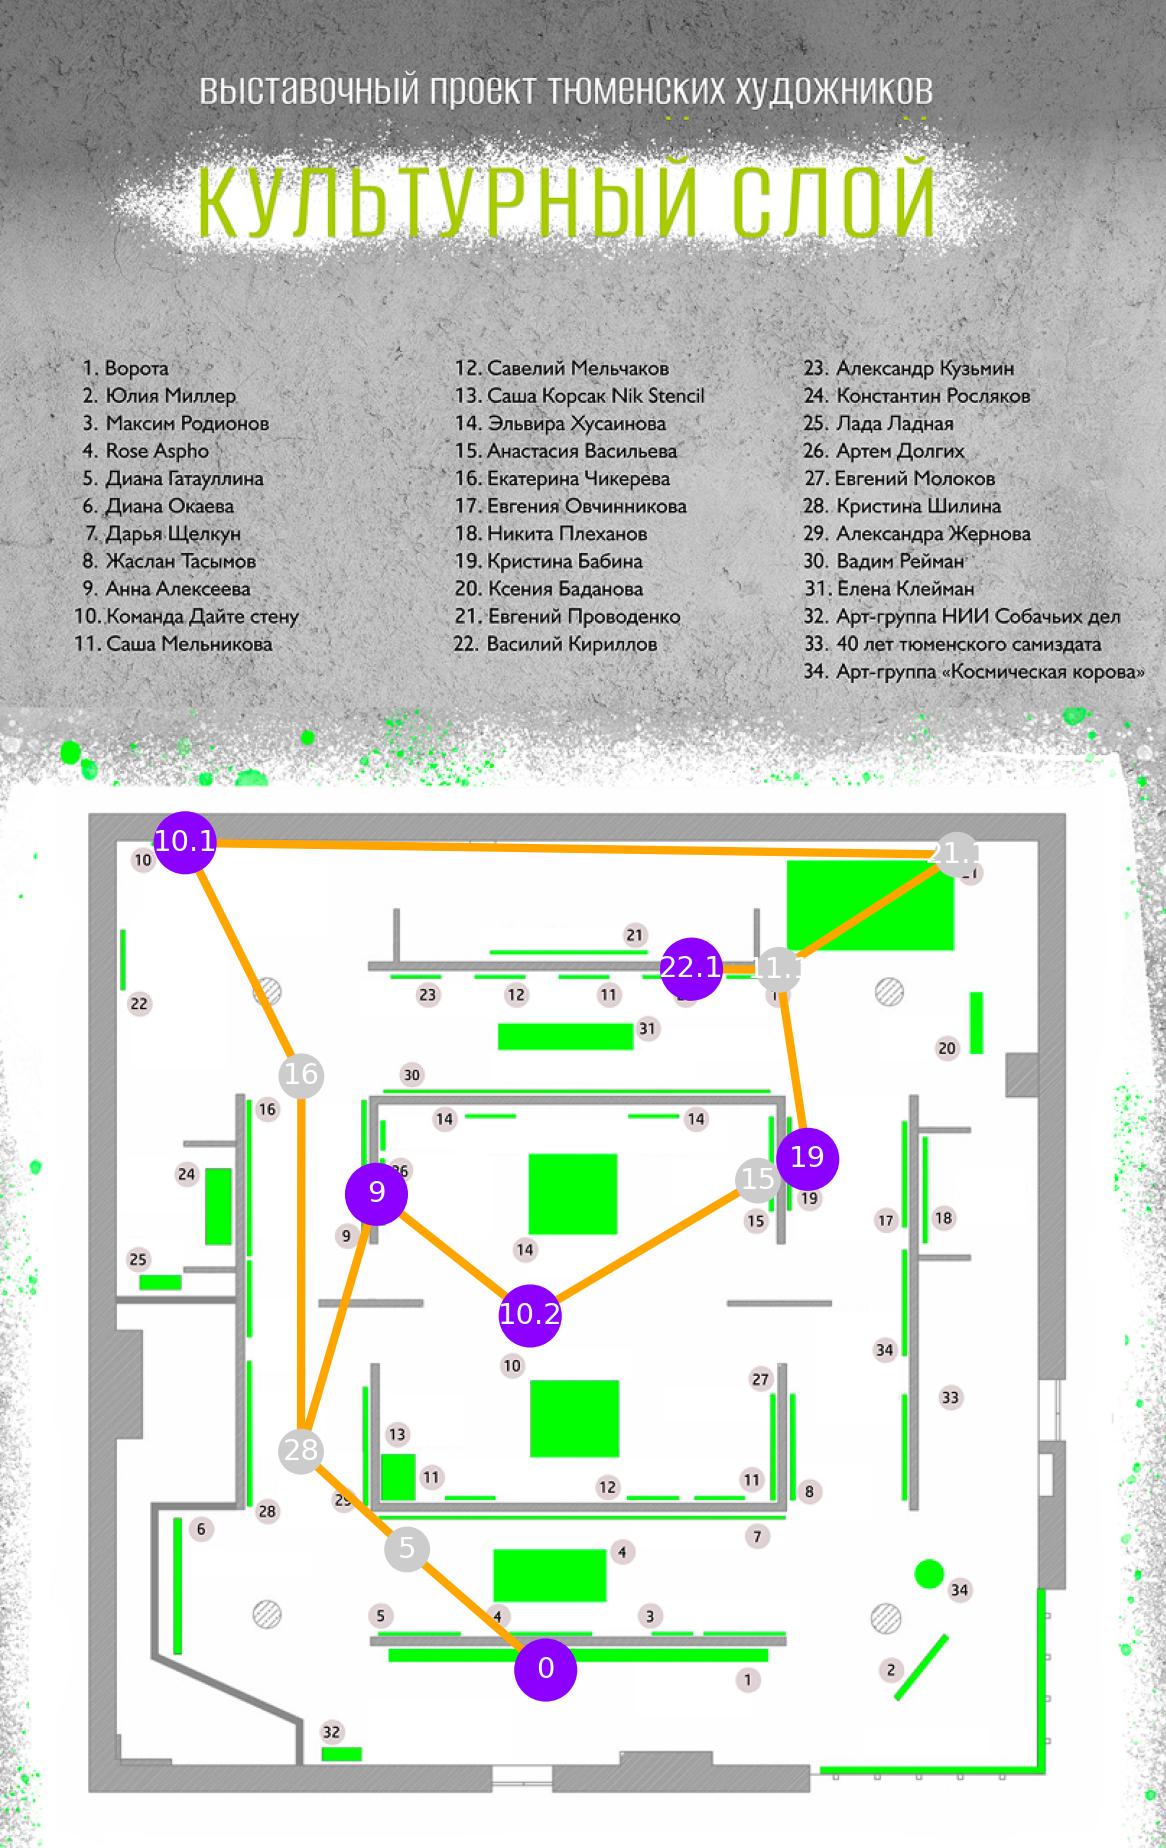 выставочный проект тюменских художников
КУЛЬТУРНЫЙ СЛОЙ
1. Ворота
2. Юлия Миллер
3. Максим Родионов
4. Rose Aspho
5. Диана Гатауллина
6. Диана Окаева
7. Дарья Щелкун
8. Жаслан Тасымов
9. Анна Алексеева
10. Команда Дайте стену
11. Саша Мельникова
12. Савелий Мельчаков
13. Саша Корсак Nik Stencil
14. Эльвира Хусаинова
15. Анастасия Васильева
16. Екатерина Чикерева
17. Евгения Овчинникова
18. Никита Плеханов
19. Кристина Бабина
20. Ксения Баданова
21. Евгений Проводенко
22. Василий Кириллов
23. Александр Кузьмин
24. Константин Росляков
25. Лада Ладная
26. Артем Долгих
27. Евгений Молоков
28. Кристина Шилина
29. Александра Жернова
30. Вадим Рейман
31. Елена Клейман
32. Арт-группа НИИ Собачьих дел
33. 40 лет тюменского самиздата
34. Арт-группа «Космическая корова»
10.1
21.1
10
21
22.1
11.1
22
23 12 11
31
20
30
16
16
14 14
24
26
9
15
19
19
9
15
14
17
18
25
10.2
10
27
34
33
13
28
11
12
11
8
29
28
6
5
7
4
34
5
4
3
0
1
2
32